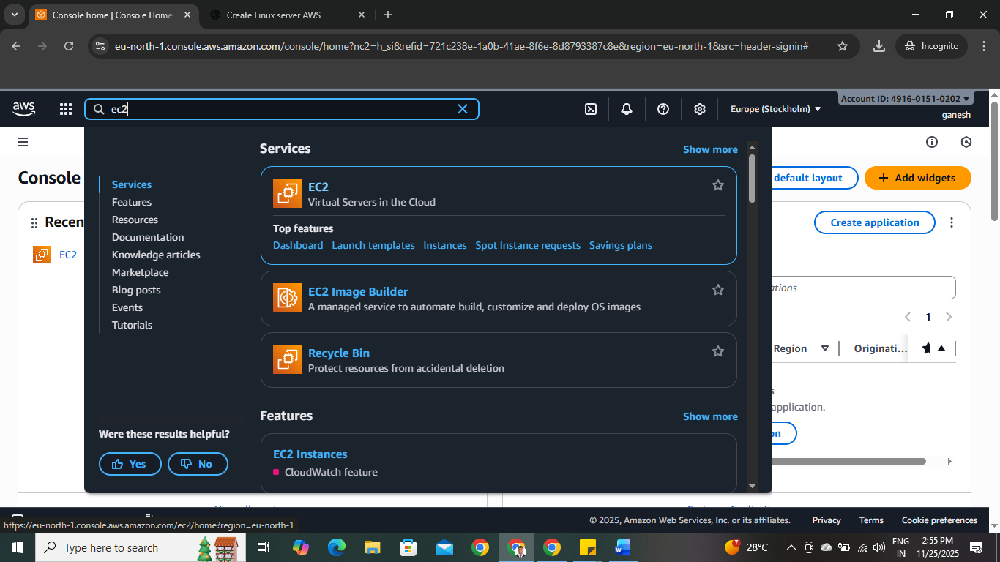 Console home | Console Home
Create Linux server AWS
eu-north-1.console.aws.amazon.com/console/home?nc2=h_si&refid=721c238e-1a0b-41ae-8f6e-8d8793387c8e&region=eu-north-1&src=header-signin#
Incognito
aws
ec2
Europe (Stockholm)
Account ID: 4916-0151-0202
ganesh
Console
default layout
Add widgets
Recen
EC2
Create application
ations
1
Region
Originati...
application.
on
Services
Features
Resources
Documentation
Knowledge articles
Marketplace
Blog posts
Events
Tutorials
Were these results helpful?
Yes
No
Services
Show more
EC2
Virtual Servers in the Cloud
Top features
Dashboard Launch templates Instances Spot Instance requests Savings plans
EC2 Image Builder
A managed service to automate build, customize and deploy OS images
Recycle Bin
Protect resources from accidental deletion
Features
Show more
EC2 Instances
CloudWatch feature
https://eu-north-1.console.aws.amazon.com/ec2/home?region=eu-north-1
© 2025, Amazon Web Services, Inc. or its affiliates. Privacy Terms Cookie preferences
Type here to search
7
28°C
ENG
IN
2:55 PM
11/25/2025